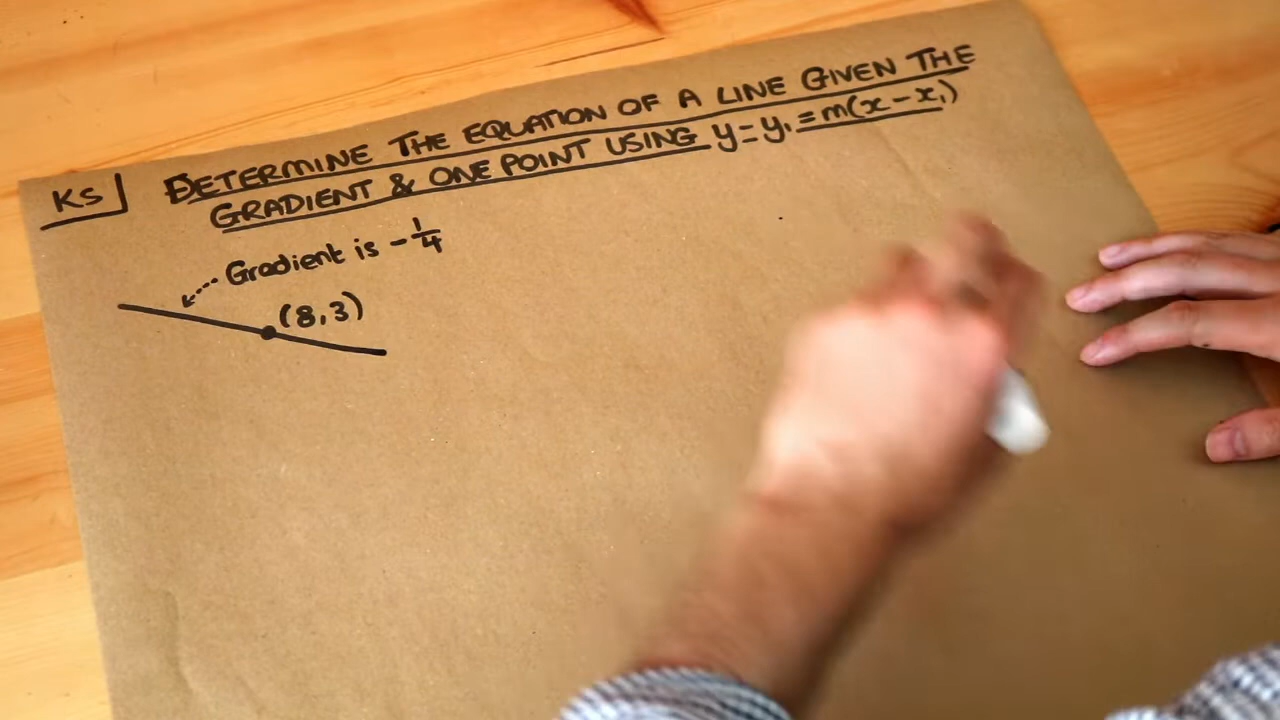 KS
DETERMINE THE EQUATION OF A LINE GIVEN THE
GRADIENT & ONE POINT USING y-y₁=m(x-x₁)
Gradient is -1/4
(8,3)